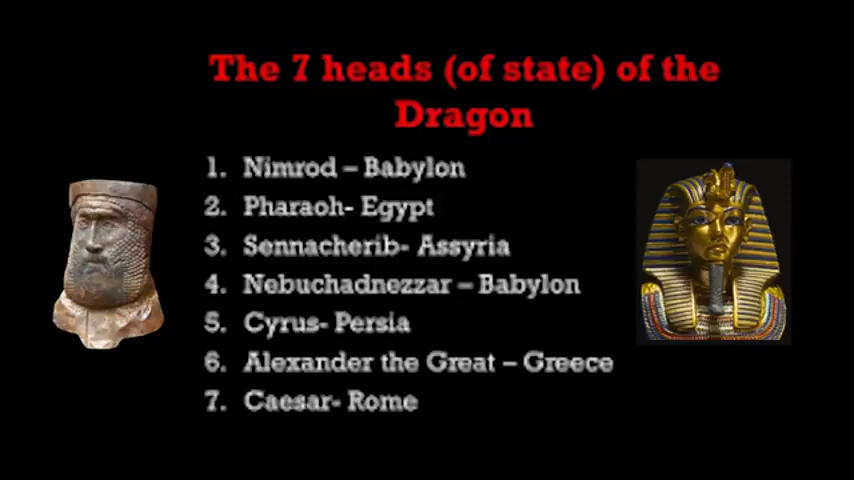 The 7 heads (of state) of the
Dragon
1. Nimrod – Babylon
2. Pharaoh- Egypt
3. Sennacherib- Assyria
4. Nebuchadnezzar – Babylon
5. Cyrus- Persia
6. Alexander the Great – Greece
7. Caesar- Rome